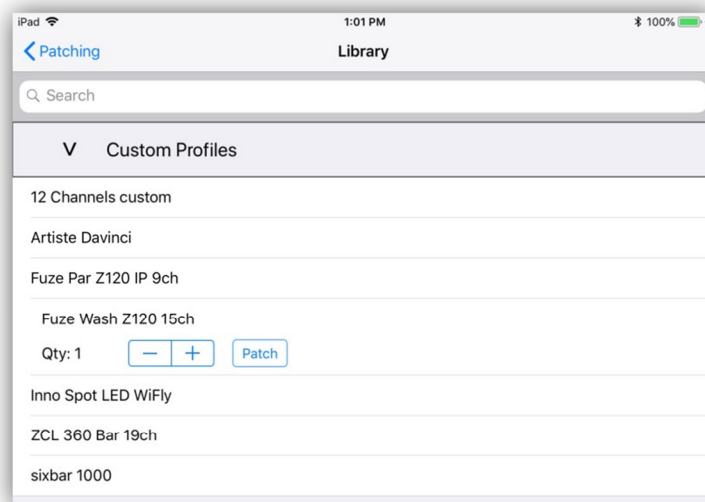 iPad 1:01 PM 100%
Patching Library
Search
V Custom Profiles
12 Channels custom
Artiste Davinci
Fuze Par Z120 IP 9ch
Fuze Wash Z120 15ch
Qty: 1 − + Patch
Inno Spot LED WiFly
ZCL 360 Bar 19ch
sixbar 1000